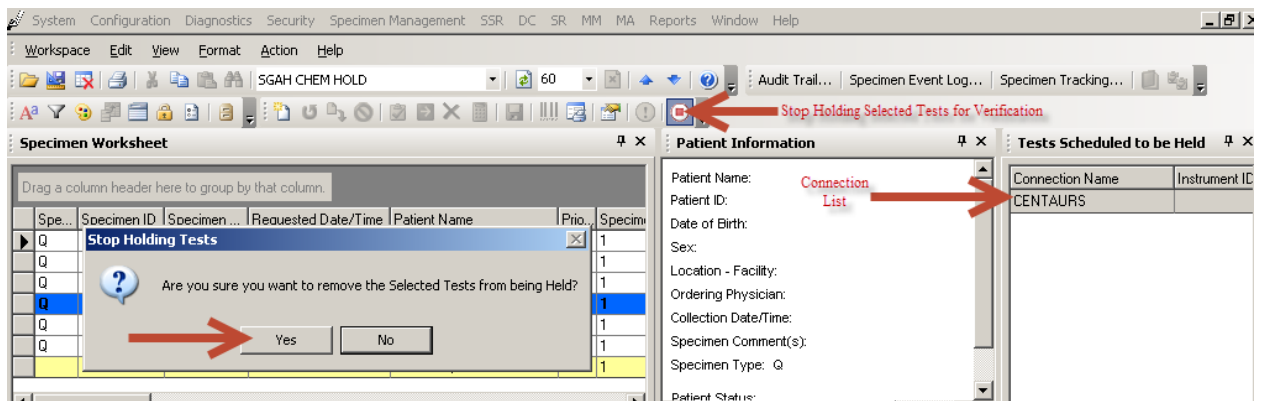 System Configuration Diagnostics Security Specimen Management SSR DC SR MM MA Reports Window Help
Workspace Edit View Format Action Help
SGAH CHEM HOLD 60 Audit Trail... Specimen Event Log... Specimen Tracking...
Stop Holding Selected Tests for Verification
Specimen Worksheet
Patient Information
Tests Scheduled to be Held
Drag a column header here to group by that column.
Spe... Specimen ID Specimen ... Requested Date/Time Patient Name Prio...
Q 1
Q 1
Q 1
Q 1
Q 1
Q 1
1
Stop Holding Tests
Are you sure you want to remove the Selected Tests from being Held?
Yes No
Patient Name:
Patient ID:
Date of Birth:
Sex:
Location - Facility:
Ordering Physician:
Collection Date/Time:
Specimen Comment(s):
Specimen Type: Q
Patient Status:
Connection
List
Connection Name Instrument ID
CENTAURS